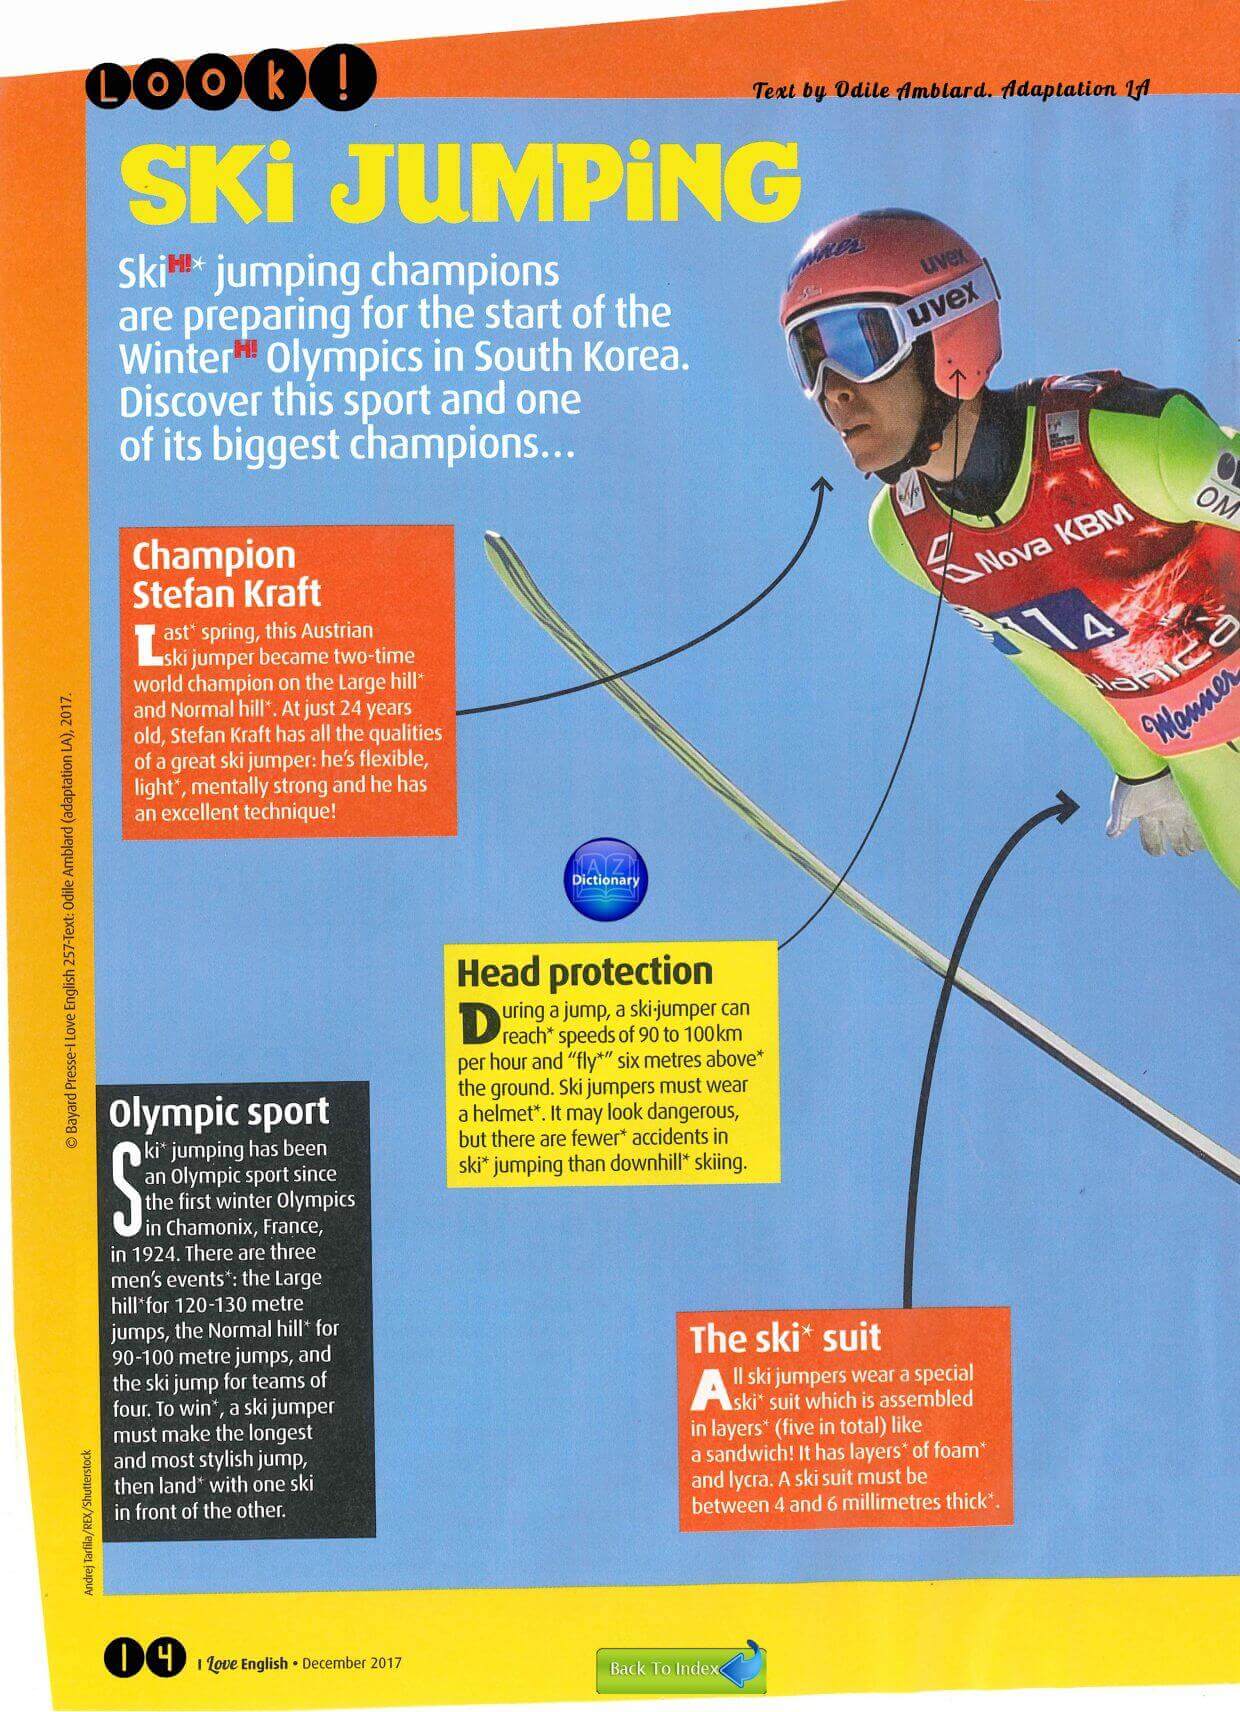 LOOK!
Text by Odile Amblard. Adaptation LA
SKi JUMPiNG
SkiH!* jumping champions
are preparing for the start of the
WinterH! Olympics in South Korea.
Discover this sport and one
of its biggest champions...
uvex
uvex
Nova KBM
OM
11 4
Manner
Champion
Stefan Kraft
Last* spring, this Austrian
ski jumper became two-time
world champion on the Large hill*
and Normal hill*. At just 24 years
old, Stefan Kraft has all the qualities
of a great ski jumper: he's flexible,
light*, mentally strong and he has
an excellent technique!
A Z
Dictionary
Head protection
During a jump, a ski-jumper can
reach* speeds of 90 to 100km
per hour and “fly*” six metres above*
the ground. Ski jumpers must wear
a helmet*. It may look dangerous,
but there are fewer* accidents in
ski* jumping than downhill* skiing.
Olympic sport
Ski* jumping has been
an Olympic sport since
the first winter Olympics
in Chamonix, France,
in 1924. There are three
men's events*: the Large
hill*for 120-130 metre
jumps, the Normal hill* for
90-100 metre jumps, and
the ski jump for teams of
four. To win*, a ski jumper
must make the longest
and most stylish jump,
then land* with one ski
in front of the other.
The ski* suit
All ski jumpers wear a special
ski* suit which is assembled
in layers* (five in total) like
a sandwich! It has layers* of foam*
and lycra. A ski suit must be
between 4 and 6 millimetres thick*.
© Bayard Presse-I Love English 257-Text: Odile Amblard (adaptation LA), 2017.
Andrej Tarfila/REX/Shutterstock
14 I Love English • December 2017
Back To Index